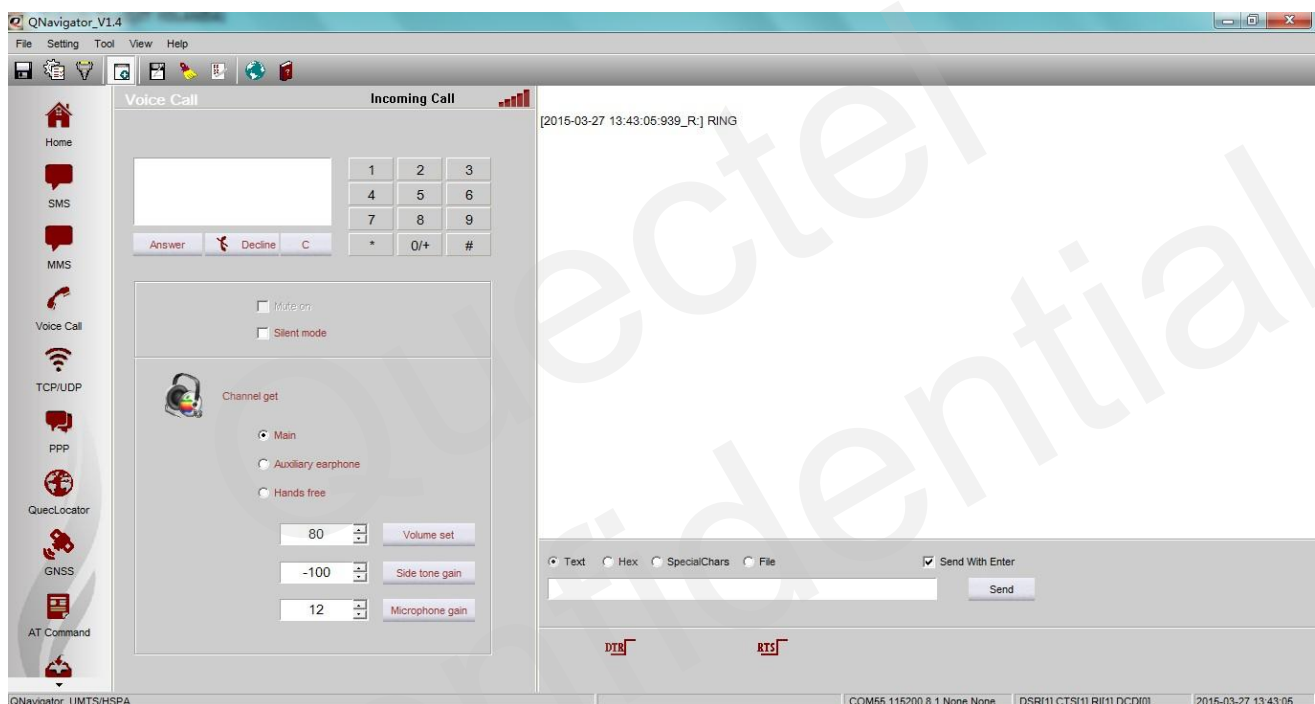 QNavigator_V1.4
File Setting Tool View Help
Voice Call Incoming Call
[2015-03-27 13:43:05:939_R:] RING
Home
SMS
MMS
Voice Call
TCP/UDP
PPP
QuecLocator
GNSS
AT Command
1 2 3
4 5 6
7 8 9
* 0/+ #
Answer Decline C
Mute on
Silent mode
Channel get
Main
Auxiliary earphone
Hands free
80 Volume set
-100 Side tone gain
12 Microphone gain
Text Hex SpecialChars File Send With Enter
Send
DTR RTS
QNavigator UMTS/HSPA COM55 115200 8 1 None None DSR[1] CTS[1] RI[1] DCD[0] 2015-03-27 13:43:05
Quectel
Confidential